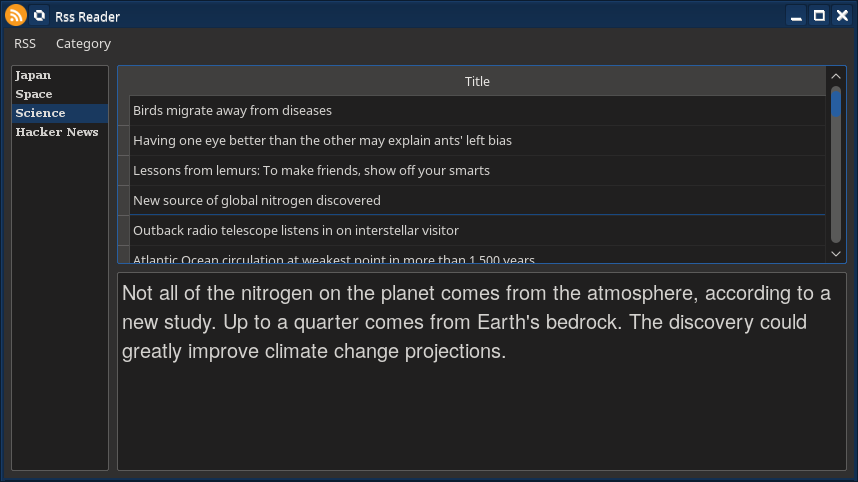 Rss Reader
RSS Category
Japan
Space
Science
Hacker News
Title
Birds migrate away from diseases
Having one eye better than the other may explain ants' left bias
Lessons from lemurs: To make friends, show off your smarts
New source of global nitrogen discovered
Outback radio telescope listens in on interstellar visitor
Atlantic Ocean circulation at weakest point in more than 1,500 years
Not all of the nitrogen on the planet comes from the atmosphere, according to a
new study. Up to a quarter comes from Earth's bedrock. The discovery could
greatly improve climate change projections.